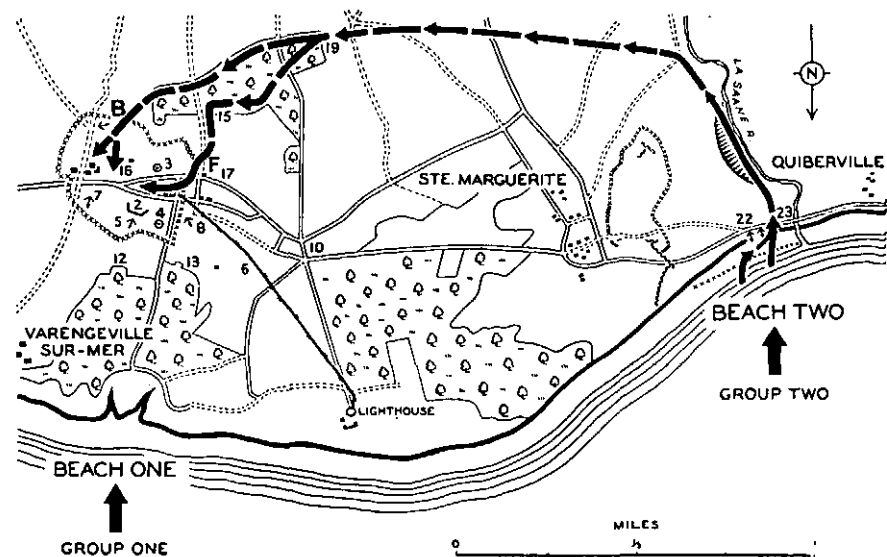 19
LA SAANE R
N
B
15
QUIBERVILLE
3
16
F
17
STE. MARGUERITE
7
2
4
5
8
22
23
10
12
13
6
VARENGEVILLE
SUR-MER
BEACH TWO
GROUP TWO
LIGHTHOUSE
BEACH ONE
GROUP ONE
MILES
0
½